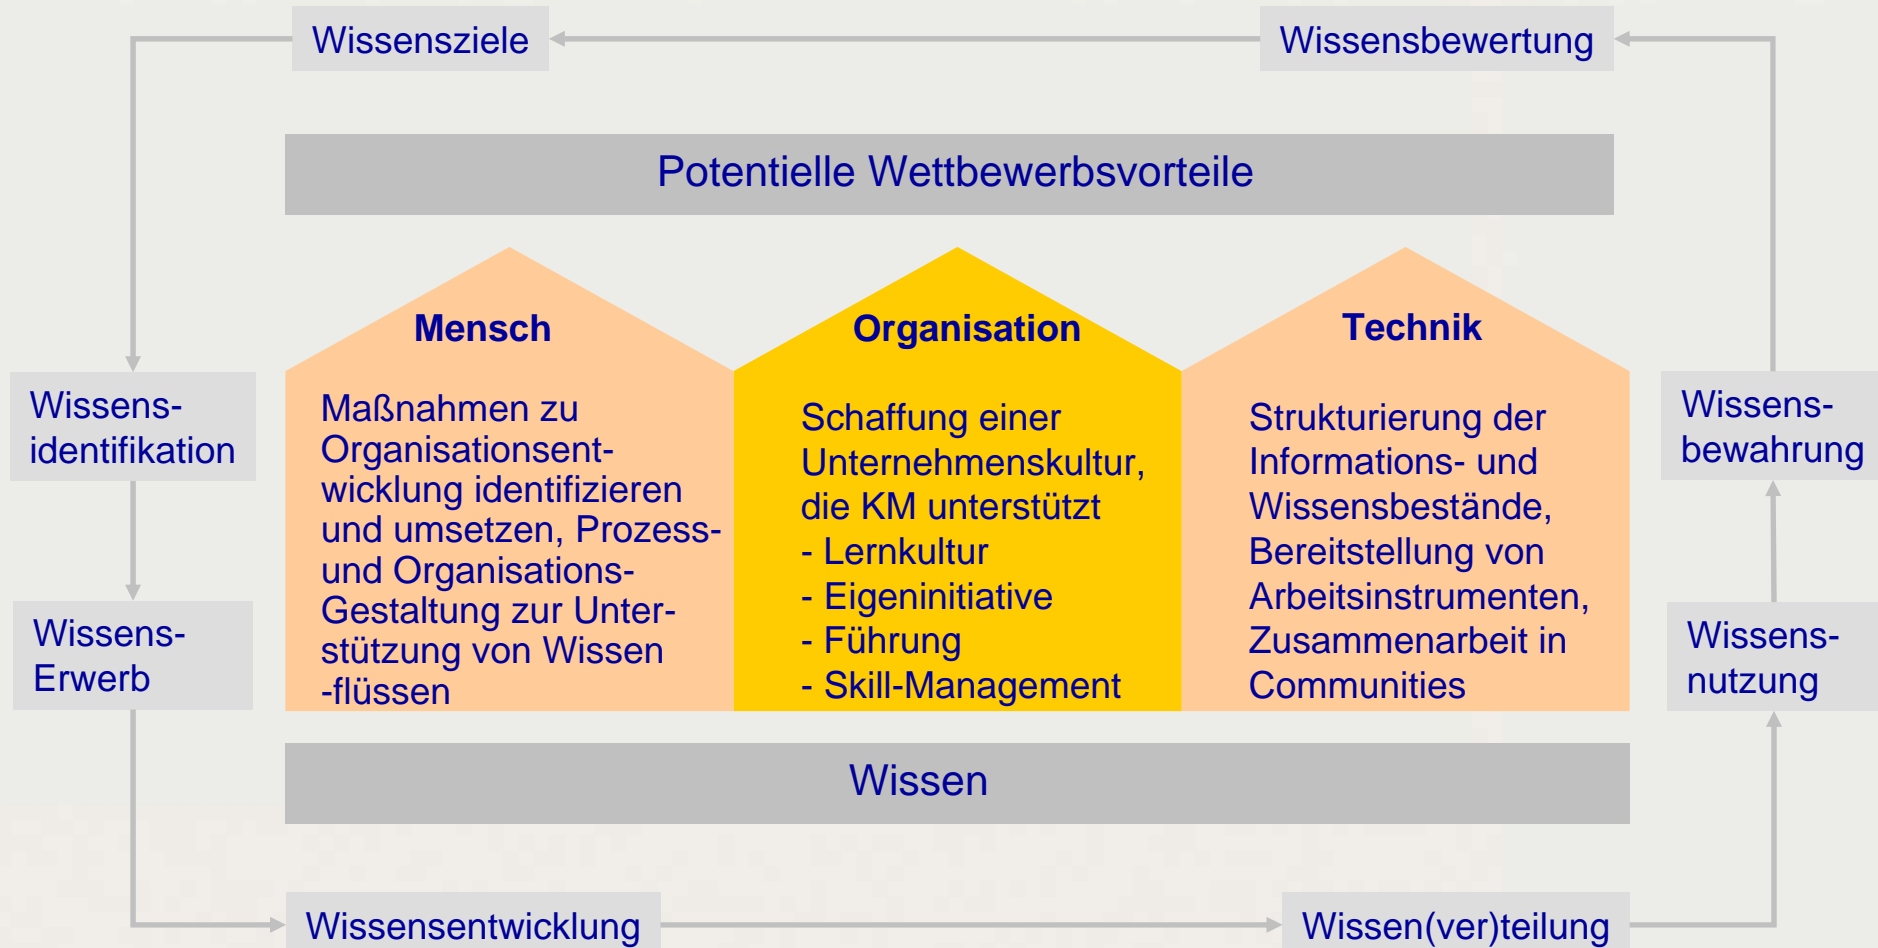 Wissensziele
Wissensbewertung
Potentielle Wettbewerbsvorteile
Mensch
Maßnahmen zu
Organisationsent-
wicklung identifizieren
und umsetzen, Prozess-
und Organisations-
Gestaltung zur Unter-
stützung von Wissen
-flüssen
Organisation
Schaffung einer
Unternehmenskultur,
die KM unterstützt
- Lernkultur
- Eigeninitiative
- Führung
- Skill-Management
Technik
Strukturierung der
Informations- und
Wissensbestände,
Bereitstellung von
Arbeitsinstrumenten,
Zusammenarbeit in
Communities
Wissens-
identifikation
Wissens-
Erwerb
Wissens-
bewahrung
Wissens-
nutzung
Wissen
Wissensentwicklung
Wissen(ver)teilung